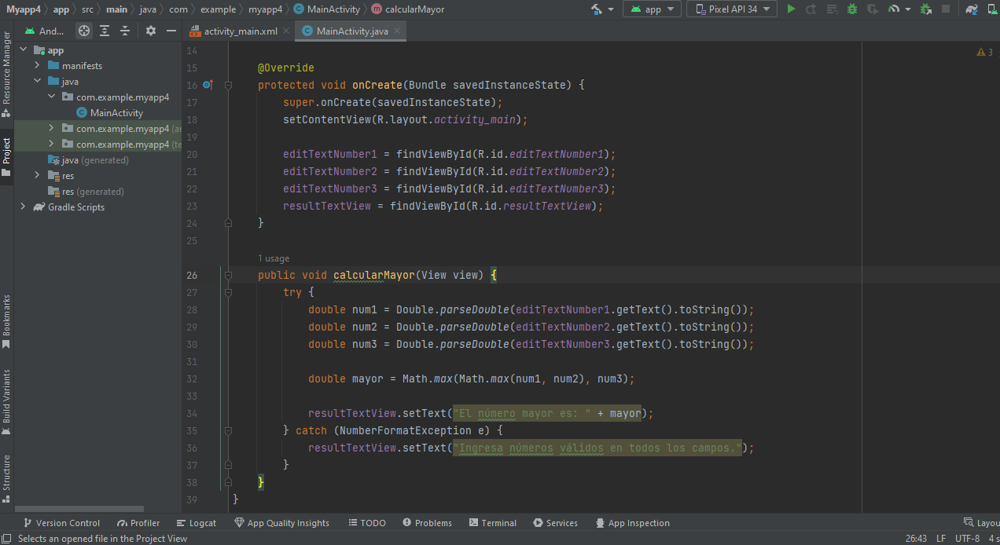 Myapp4 app src main java com example myapp4 MainActivity calcularMayor app Pixel API 34
And... activity_main.xml MainActivity.java
Resource Manager
Project
Bookmarks
Build Variants
Structure
app
manifests
java
com.example.myapp4
MainActivity
com.example.myapp4 (ar
com.example.myapp4 (te
java (generated)
res
res (generated)
Gradle Scripts
3
14
15 @Override
16 protected void onCreate(Bundle savedInstanceState) {
17 super.onCreate(savedInstanceState);
18 setContentView(R.layout.activity_main);
19
20 editTextNumber1 = findViewById(R.id.editTextNumber1);
21 editTextNumber2 = findViewById(R.id.editTextNumber2);
22 editTextNumber3 = findViewById(R.id.editTextNumber3);
23 resultTextView = findViewById(R.id.resultTextView);
24 }
25
1 usage
26 public void calcularMayor(View view) {
27 try {
28 double num1 = Double.parseDouble(editTextNumber1.getText().toString());
29 double num2 = Double.parseDouble(editTextNumber2.getText().toString());
30 double num3 = Double.parseDouble(editTextNumber3.getText().toString());
31
32 double mayor = Math.max(Math.max(num1, num2), num3);
33
34 resultTextView.setText("El número mayor es: " + mayor);
35 } catch (NumberFormatException e) {
36 resultTextView.setText("Ingresa números válidos en todos los campos.");
37 }
38 }
39 }
Version Control Profiler Logcat App Quality Insights TODO Problems Terminal Services App Inspection Layou
Selects an opened file in the Project View 26:43 LF UTF-8 4 s